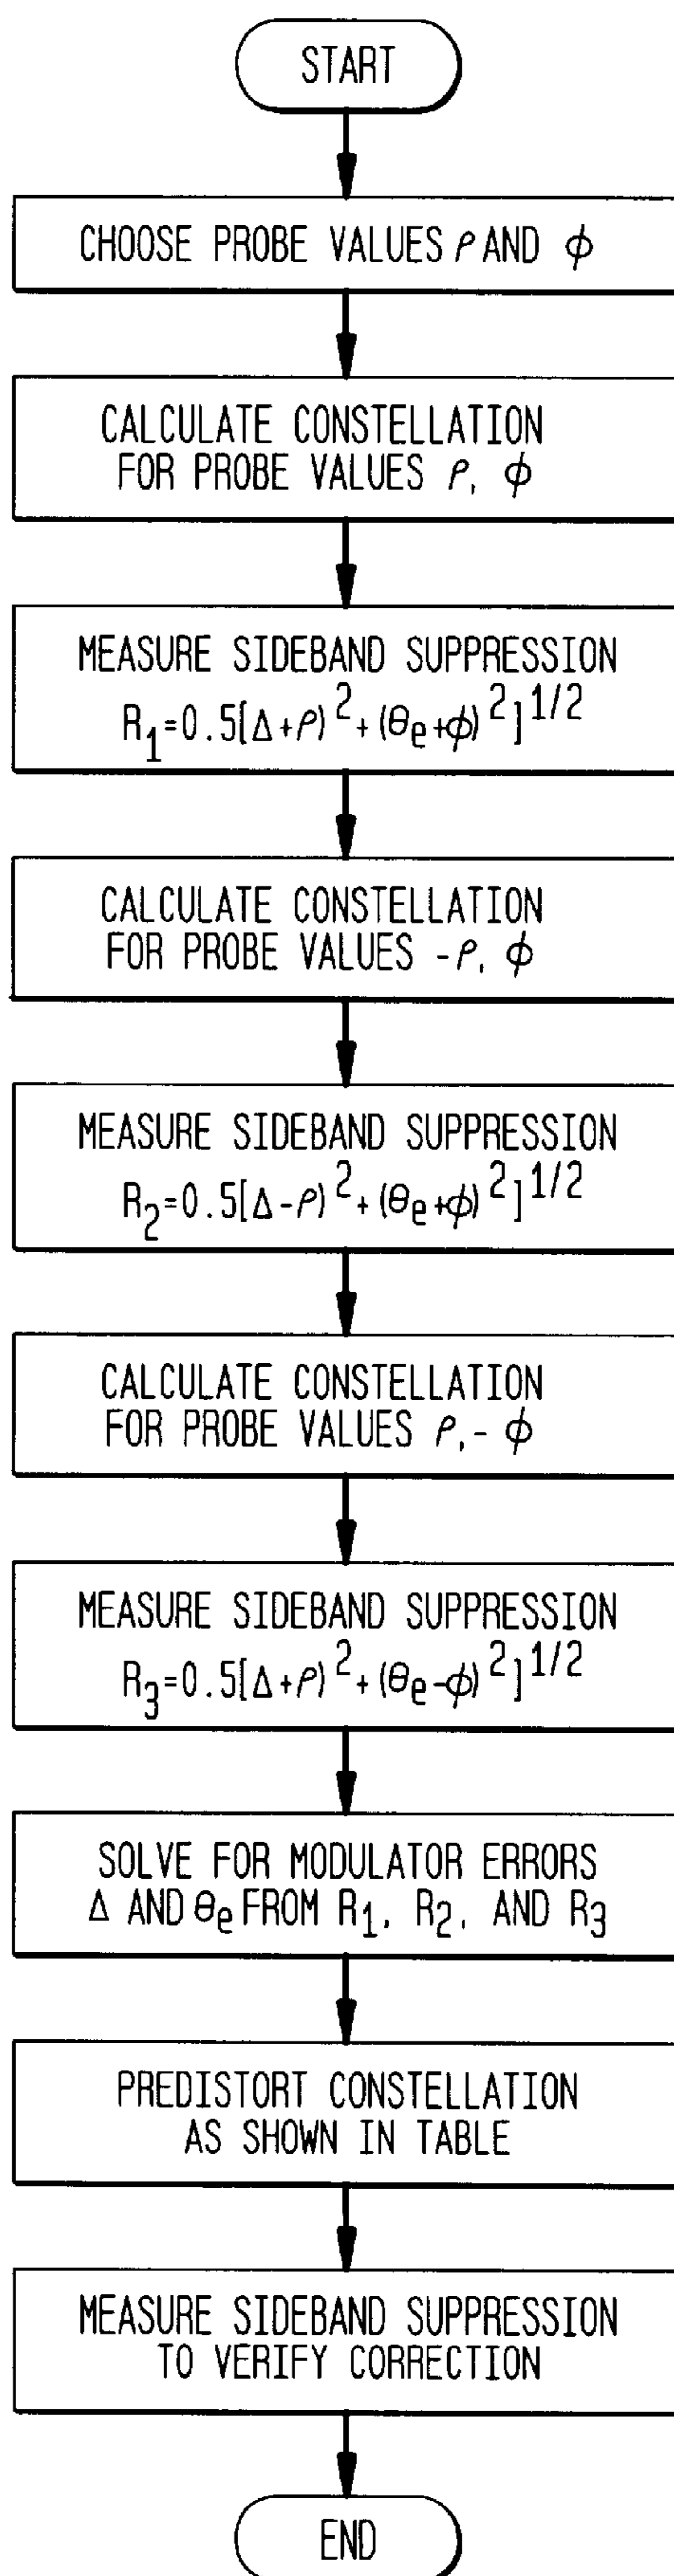 START
CHOOSE PROBE VALUES ρ AND ϕ
CALCULATE CONSTELLATION
FOR PROBE VALUES ρ, ϕ
MEASURE SIDEBAND SUPPRESSION
R₁=0.5[Δ+ρ)²+(θₑ+ϕ)²]^1/2
CALCULATE CONSTELLATION
FOR PROBE VALUES -ρ, ϕ
MEASURE SIDEBAND SUPPRESSION
R₂=0.5[Δ-ρ)²+(θₑ+ϕ)²]^1/2
CALCULATE CONSTELLATION
FOR PROBE VALUES ρ,-ϕ
MEASURE SIDEBAND SUPPRESSION
R₃=0.5[Δ+ρ)²+(θₑ-ϕ)²]^1/2
SOLVE FOR MODULATOR ERRORS
Δ AND θₑ FROM R₁, R₂, AND R₃
PREDISTORT CONSTELLATION
AS SHOWN IN TABLE
MEASURE SIDEBAND SUPPRESSION
TO VERIFY CORRECTION
END